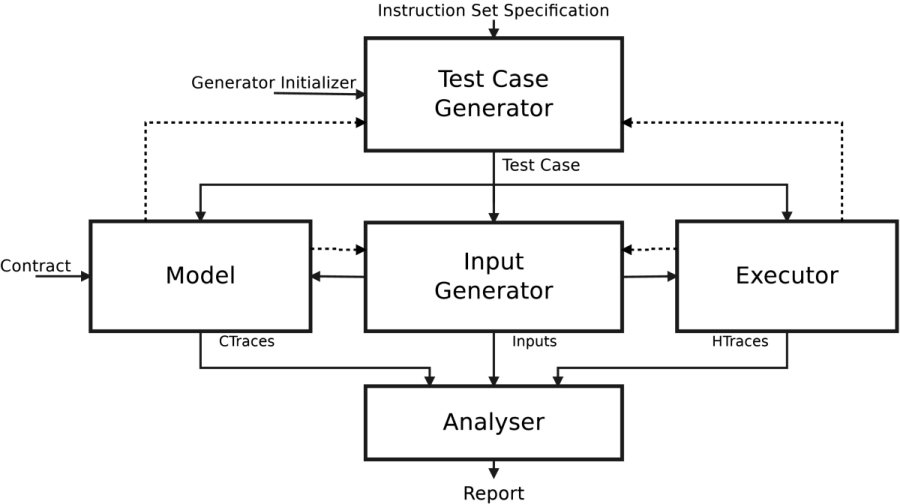 Instruction Set Specification
Generator Initializer
Test Case
Generator
Test Case
Contract
Model
Input
Generator
Executor
CTraces
Inputs
HTraces
Analyser
Report